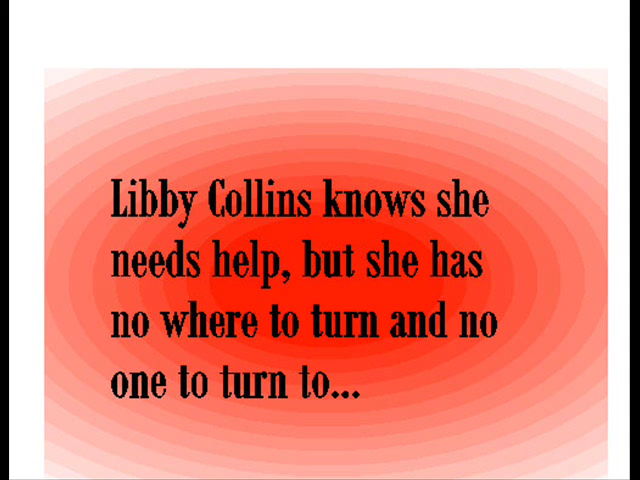 Libby Collins knows she
needs help, but she has
no where to turn and no
one to turn to...